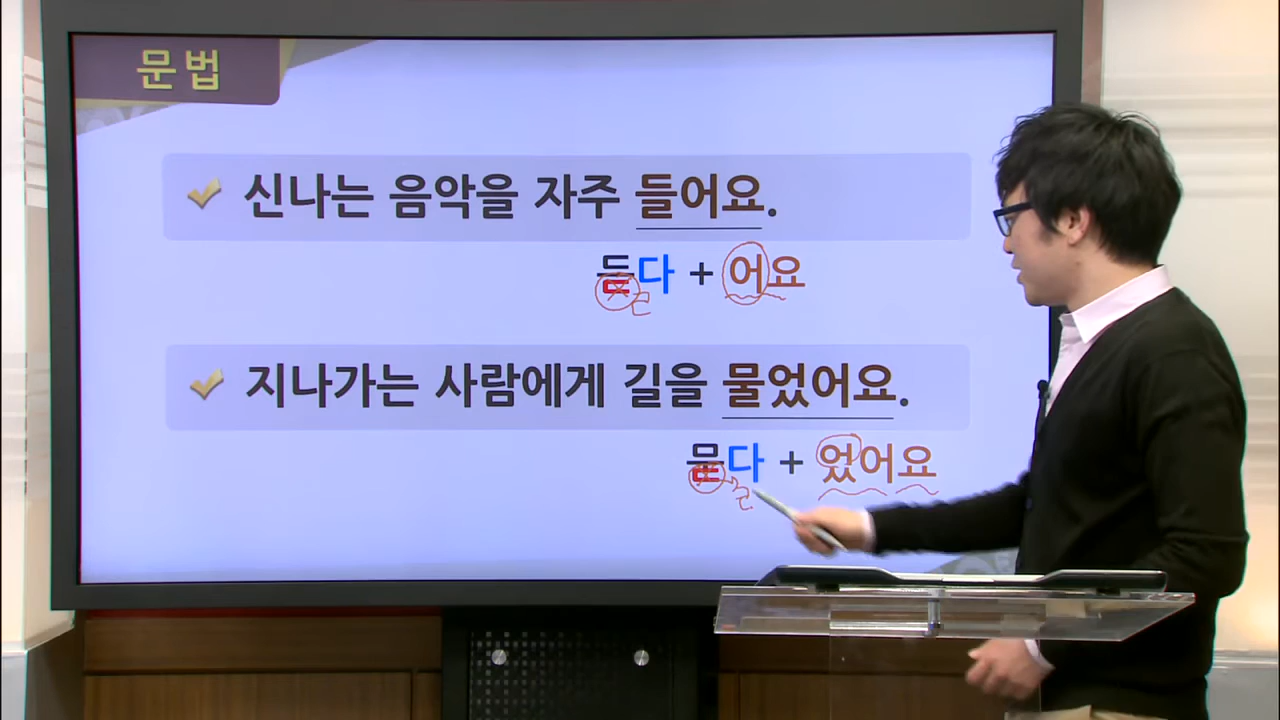 문법
신나는 음악을 자주 들어요.
듣다 + 어요
ㄹ
지나가는 사람에게 길을 물었어요.
묻다 + 었어요
ㄹ